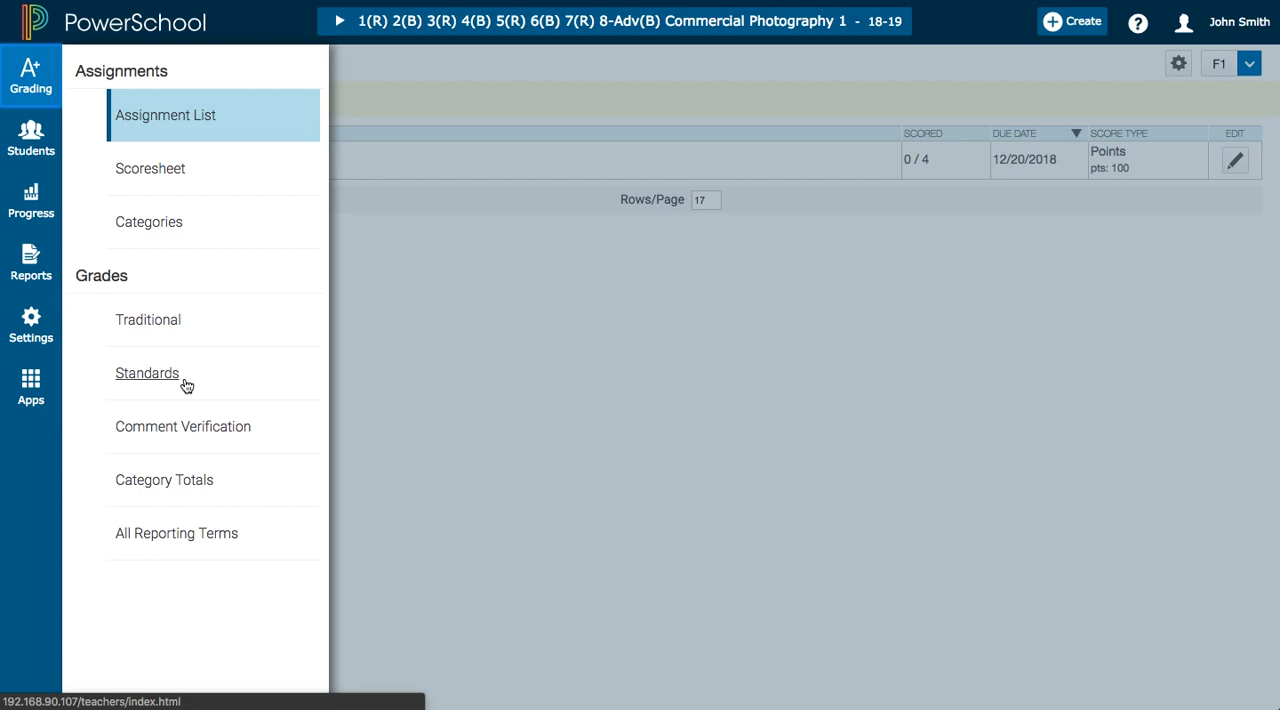 PowerSchool
1(R) 2(B) 3(R) 4(B) 5(R) 6(B) 7(R) 8-Adv(B) Commercial Photography 1 - 18-19
Create
?
John Smith
A+
Grading
Students
Progress
Reports
Settings
Apps
Assignments
Assignment List
Scoresheet
Categories
Grades
Traditional
Standards
Comment Verification
Category Totals
All Reporting Terms
F1
SCORED DUE DATE SCORE TYPE EDIT
0 / 4 12/20/2018 Points
pts: 100
Rows/Page 17
192.168.90.107/teachers/index.html